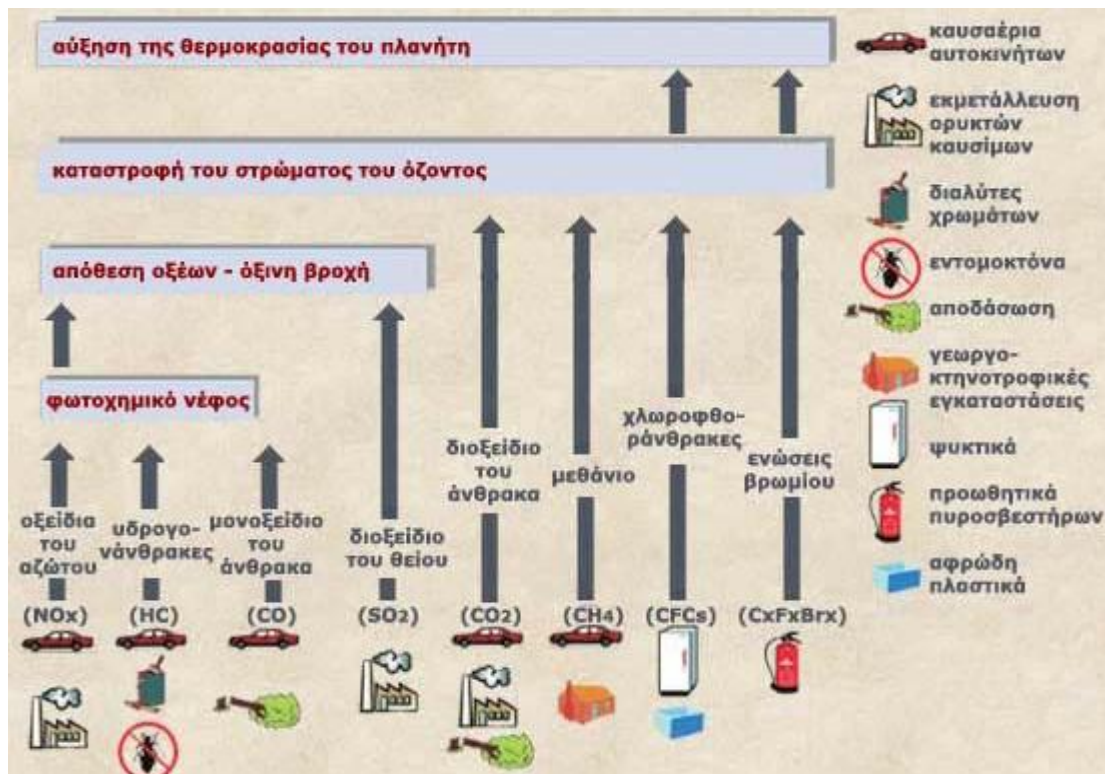 αύξηση της θερμοκρασίας του πλανήτη
καταστροφή του στρώματος του όζοντος
απόθεση οξέων - όξινη βροχή
φωτοχημικό νέφος
οξείδια
του
αζώτου
(NOx)
υδρογο-
νάνθρακες
(HC)
μονοξείδιο
του
άνθρακα
(CO)
διοξείδιο
του θείου
(SO2)
διοξείδιο
του
άνθρακα
(CO2)
μεθάνιο
(CH4)
χλωροφθο-
ράνθρακες
(CFCs)
ενώσεις
βρωμίου
(CxFxBrx)
καυσαέρια
αυτοκινήτων
εκμετάλλευση
ορυκτών
καυσίμων
διαλύτες
χρωμάτων
εντομοκτόνα
αποδάσωση
γεωργο-
κτηνοτροφικές
εγκαταστάσεις
ψυκτικά
προωθητικά
πυροσβεστήρων
αφρώδη
πλαστικά